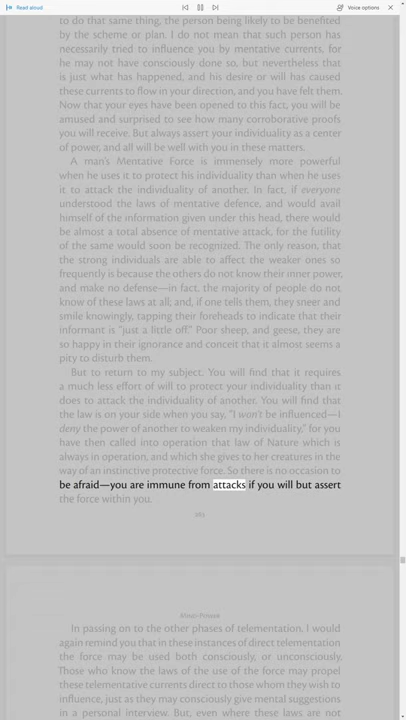 Read aloud
Voice options
to do that same thing, the person being likely to be benefited
by the scheme or plan. I do not mean that such person has
necessarily tried to influence you by mentative currents, for
he may not have consciously done so, but nevertheless that
is just what has happened, and his desire or will has caused
these currents to flow in your direction, and you have felt them.
Now that your eyes have been opened to this fact, you will be
amused and surprised to see how many corroborative proofs
you will receive. But always assert your individuality as a center
of power, and all will be well with you in these matters.
A man's Mentative Force is immensely more powerful
when he uses it to protect his individuality than when he uses
it to attack the individuality of another. In fact, if everyone
understood the laws of mentative defence, and would avail
himself of the information given under this head, there would
be almost a total absence of mentative attack, for the futility
of the same would soon be recognized. The only reason, that
the strong individuals are able to affect the weaker ones so
frequently is because the others do not know their inner power,
and make no defense—in fact, the majority of people do not
know of these laws at all; and, if one tells them, they sneer and
smile knowingly, tapping their foreheads to indicate that their
informant is "just a little off." Poor sheep, and geese, they are
so happy in their ignorance and conceit that it almost seems a
pity to disturb them.
But to return to my subject. You will find that it requires
a much less effort of will to protect your individuality than it
does to attack the individuality of another. You will find that
the law is on your side when you say, "I won't be influenced—I
deny the power of another to weaken my individuality," for you
have then called into operation that law of Nature which is
always in operation, and which she gives to her creatures in the
way of an instinctive protective force. So there is no occasion to
be afraid—you are immune from attacks if you will but assert
the force within you.
Mind-Power
In passing on to the other phases of telementation, I would
again remind you that in these instances of direct telementation
the force may be used both consciously, or unconsciously.
Those who know the laws of the use of the force may propel
these telementative currents direct to those whom they wish to
influence, just as they may consciously give mental suggestions
in a personal interview. But, even where these laws are not